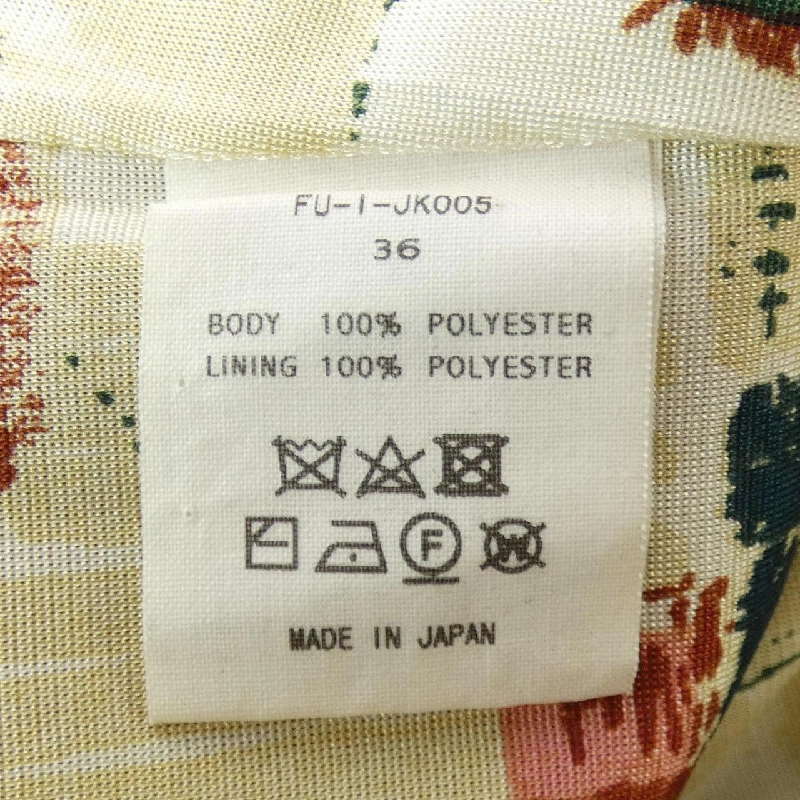 FU-I-JK005
36
BODY 100% POLYESTER
LINING 100% POLYESTER
F W
MADE IN JAPAN